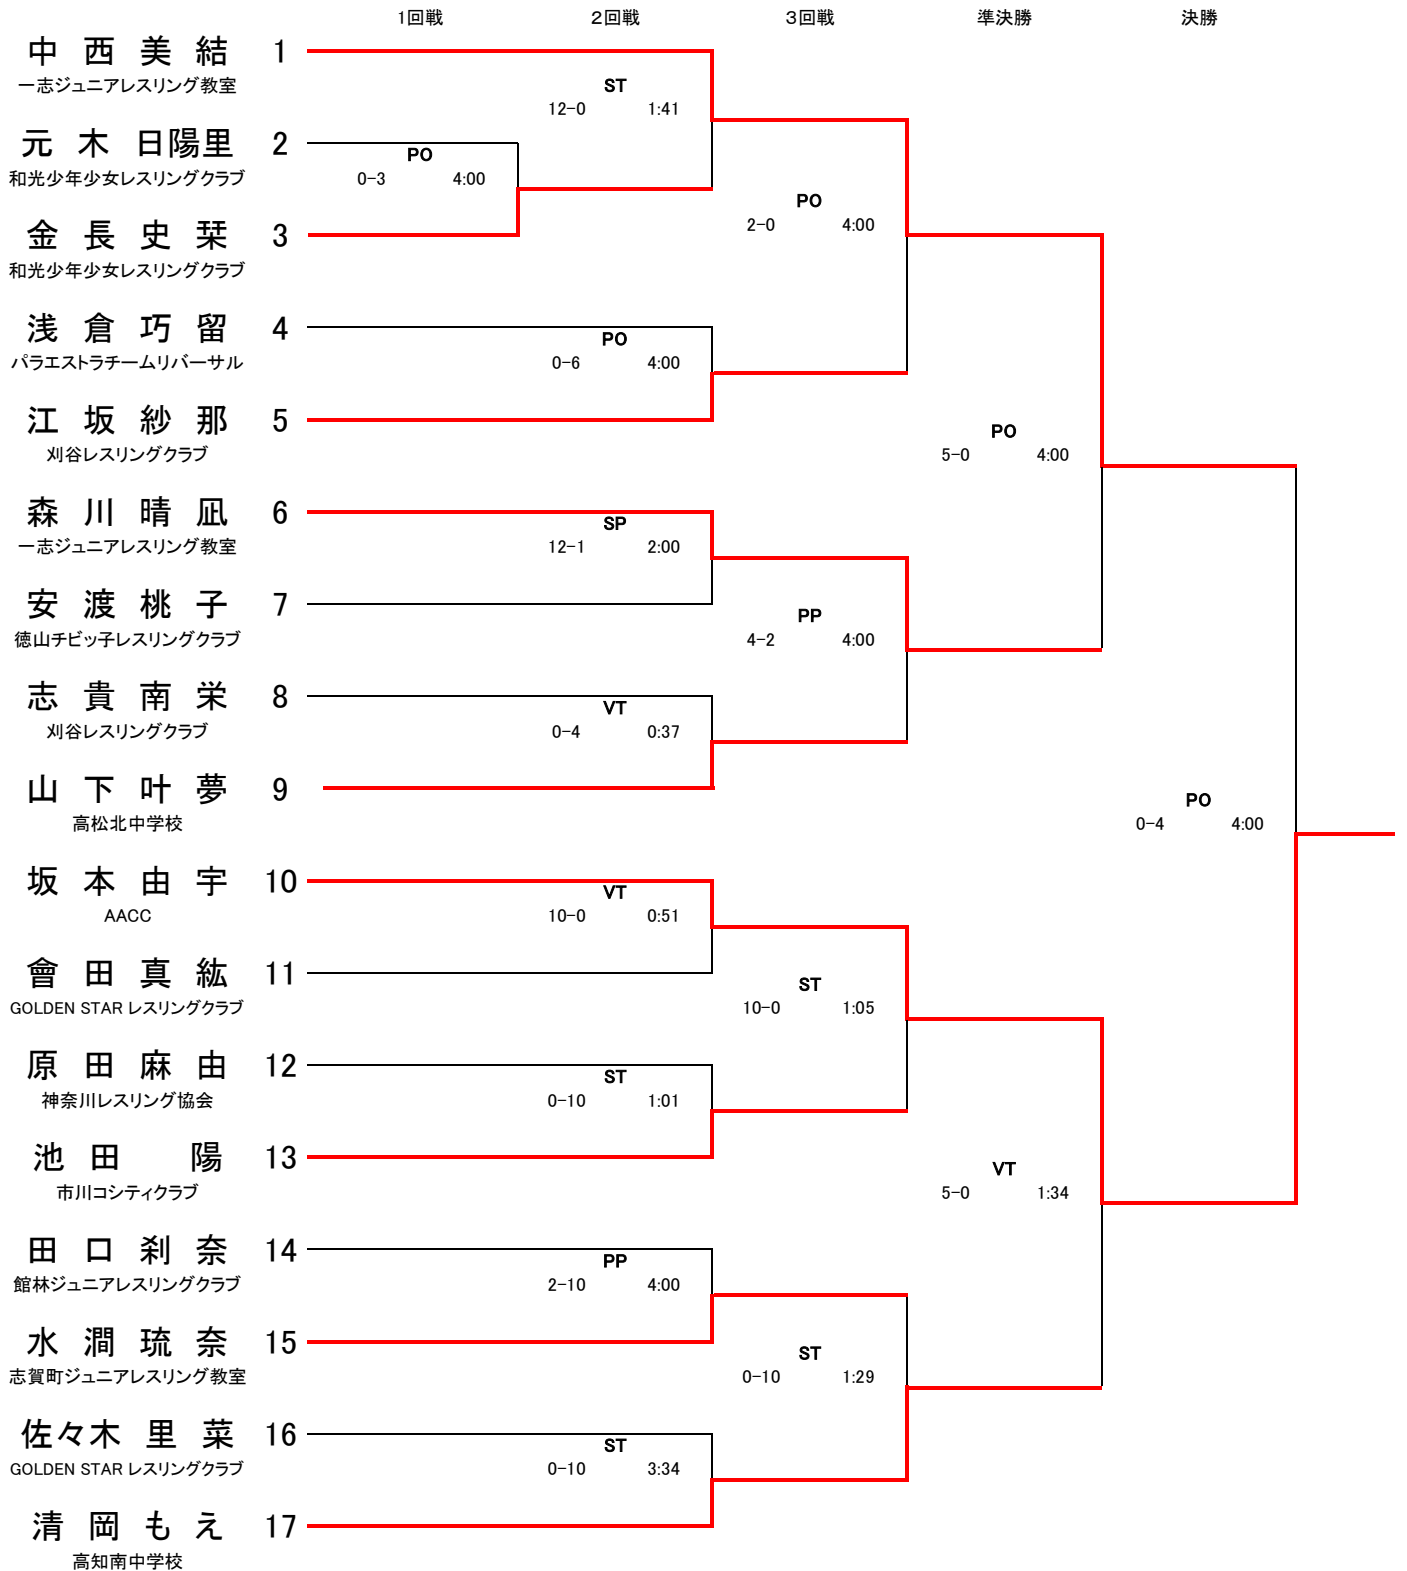 1回戦 2回戦 3回戦 準決勝 決勝
中西美結 1
一志ジュニアレスリング教室
ST
12-0 1:41
元木日陽里 2
和光少年少女レスリングクラブ
PO
0-3 4:00
PO
2-0 4:00
金長史栞 3
和光少年少女レスリングクラブ
浅倉巧留 4
パラエストラチームリバーサル
PO
0-6 4:00
江坂紗那 5
刈谷レスリングクラブ
PO
5-0 4:00
森川晴凪 6
一志ジュニアレスリング教室
SP
12-1 2:00
安渡桃子 7
徳山チビッ子レスリングクラブ
PP
4-2 4:00
志貴南栄 8
刈谷レスリングクラブ
VT
0-4 0:37
山下叶夢 9
高松北中学校
PO
0-4 4:00
坂本由宇 10
AACC
VT
10-0 0:51
會田真紘 11
GOLDEN STAR レスリングクラブ
ST
10-0 1:05
原田麻由 12
神奈川レスリング協会
ST
0-10 1:01
池田 陽 13
市川コシティクラブ
VT
5-0 1:34
田口刹奈 14
館林ジュニアレスリングクラブ
PP
2-10 4:00
水澗琉奈 15
志賀町ジュニアレスリング教室
ST
0-10 1:29
佐々木里菜 16
GOLDEN STAR レスリングクラブ
ST
0-10 3:34
清岡もえ 17
高知南中学校